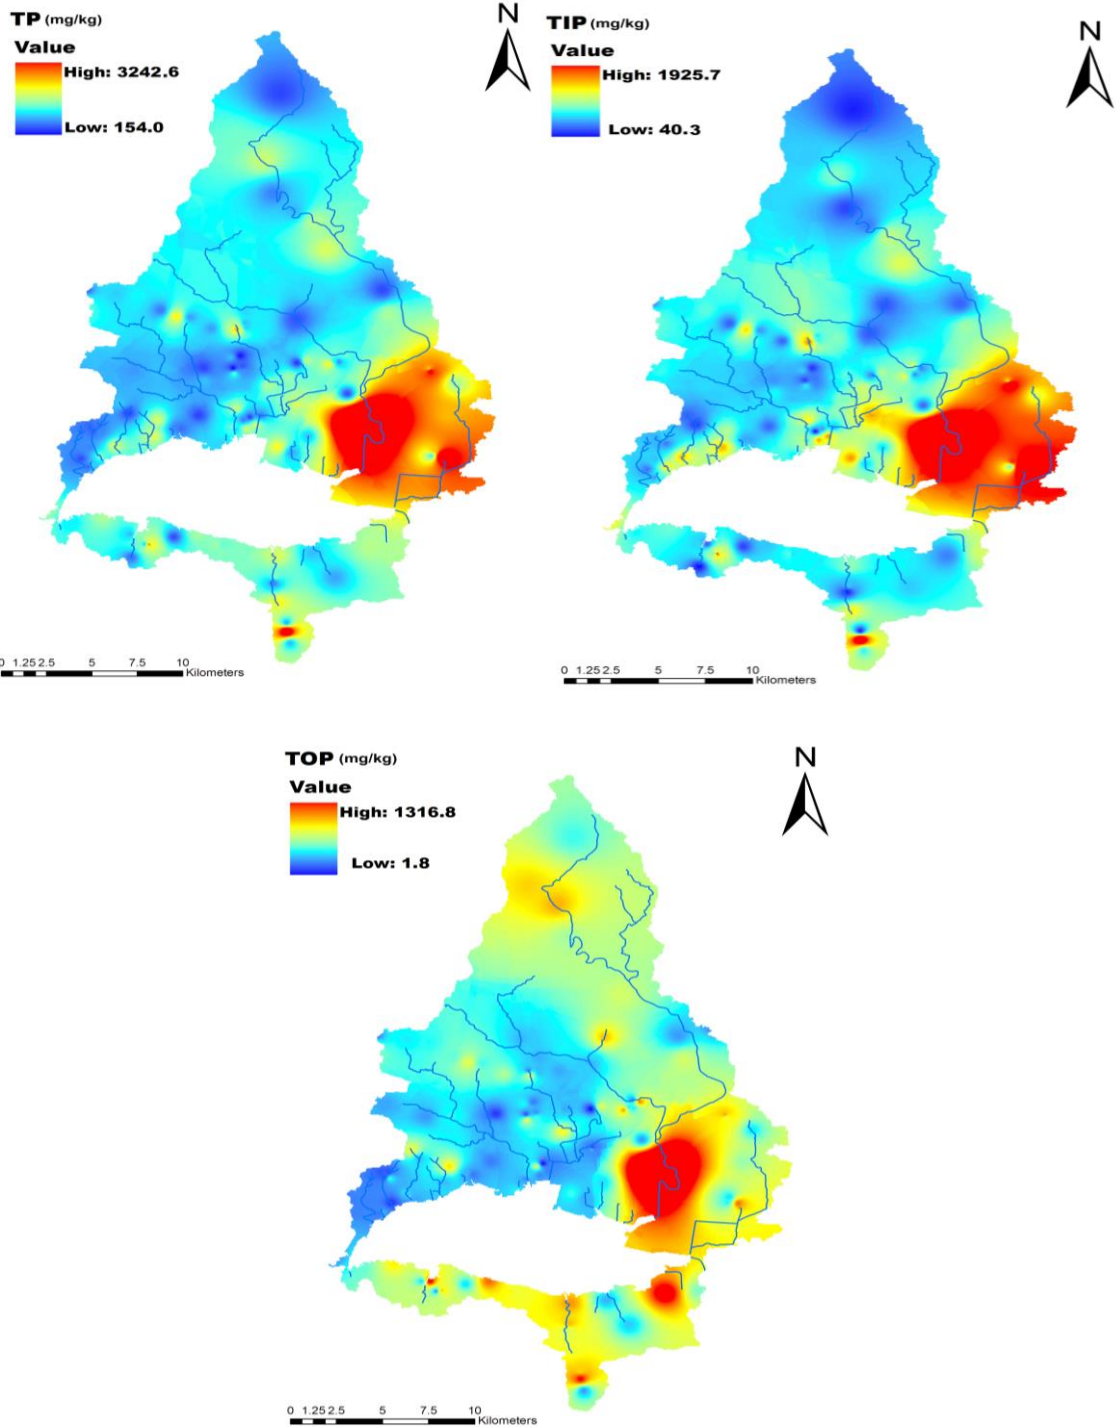 TP (mg/kg)
Value
High: 3242.6
Low: 154.0
N
0 1.25 2.5 5 7.5 10
Kilometers
TIP (mg/kg)
Value
High: 1925.7
Low: 40.3
N
0 1.25 2.5 5 7.5 10
Kilometers
TOP (mg/kg)
Value
High: 1316.8
Low: 1.8
N
0 1.25 2.5 5 7.5 10
Kilometers